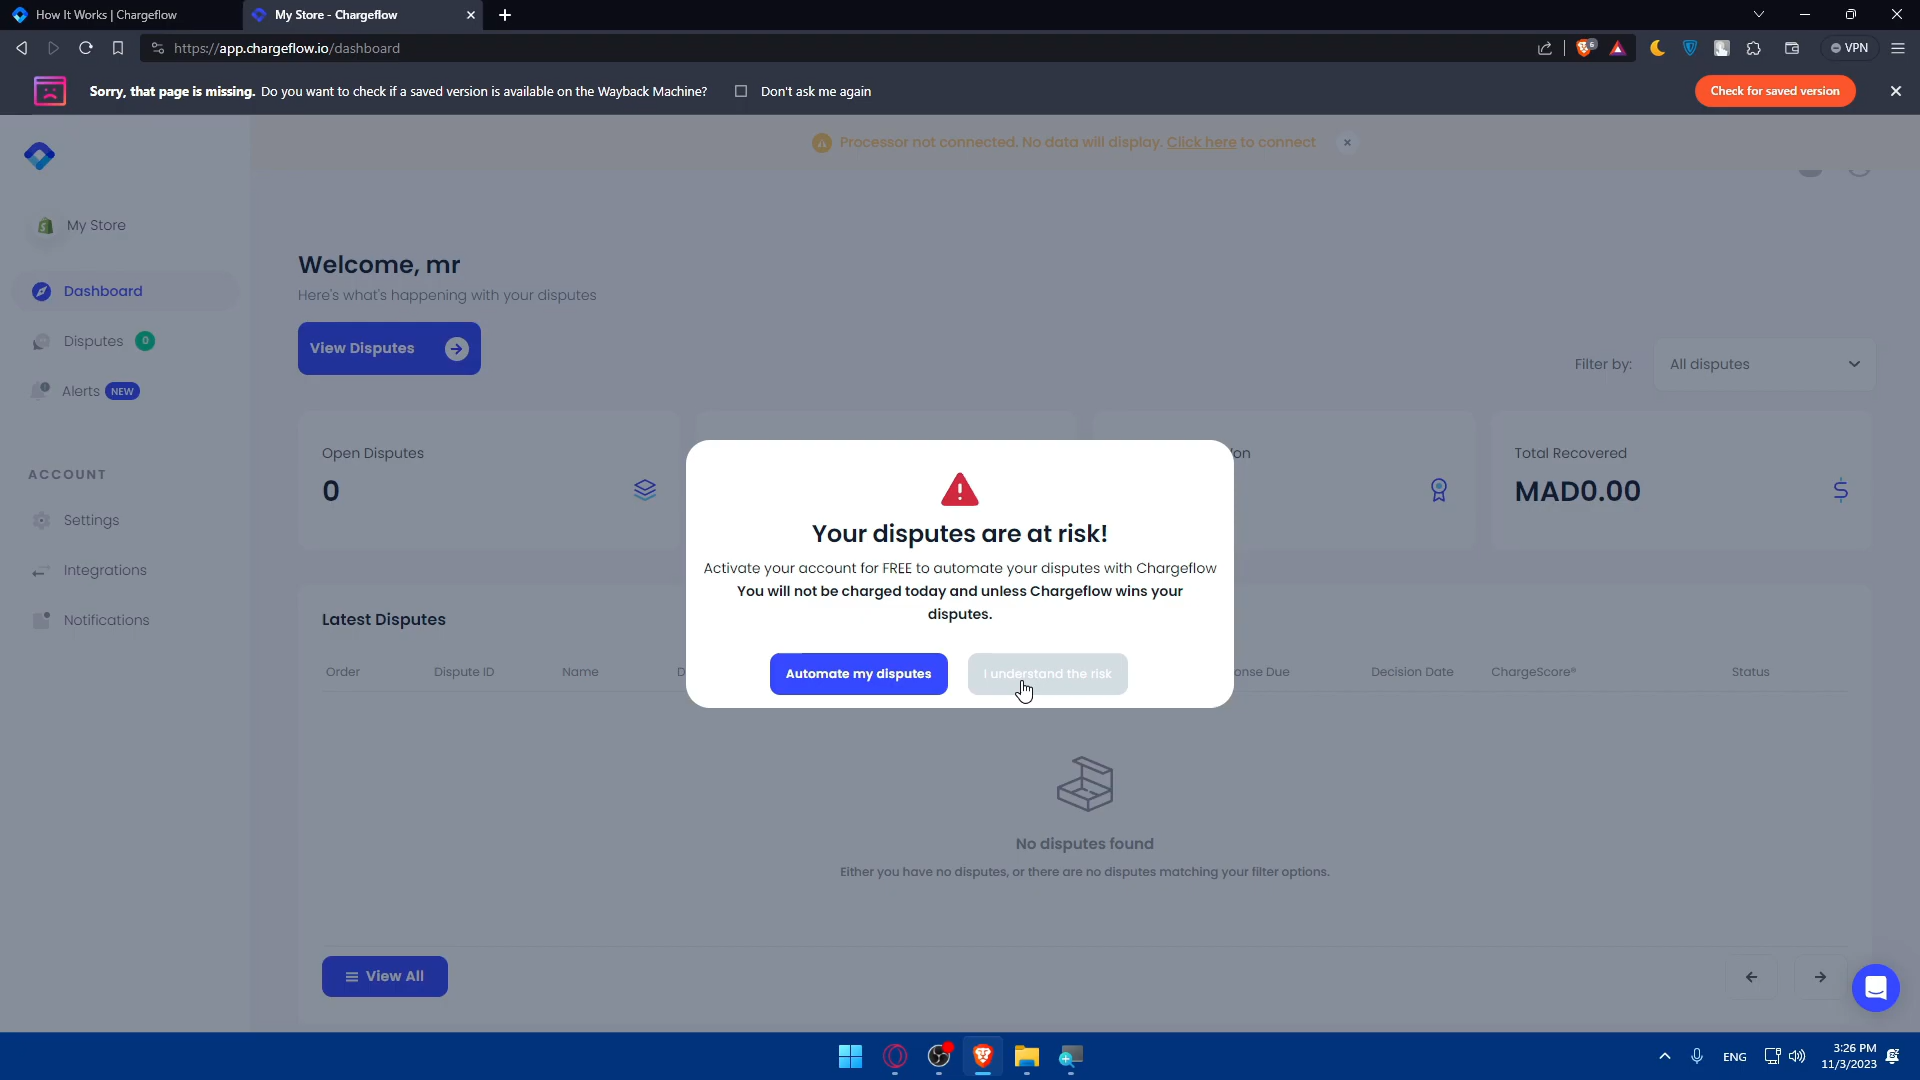 How It Works | Chargeflow
My Store - Chargeflow
https://app.chargeflow.io/dashboard
6
VPN
Sorry, that page is missing. Do you want to check if a saved version is available on the Wayback Machine?
Don't ask me again
Check for saved version
Processor not connected. No data will display. Click here to connect
My Store
Welcome, mr
Here's what's happening with your disputes
Dashboard
Disputes 0
View Disputes
Filter by:
All disputes
Alerts NEW
Open Disputes
0
Total Recovered
MAD0.00
ACCOUNT
Settings
Integrations
Notifications
Your disputes are at risk!
Activate your account for FREE to automate your disputes with Chargeflow
You will not be charged today and unless Chargeflow wins your
disputes.
Automate my disputes
I understand the risk
Latest Disputes
Order
Dispute ID
Name
Decision Date
ChargeScore®
Status
No disputes found
Either you have no disputes, or there are no disputes matching your filter options.
View All
ENG
3:26 PM
11/3/2023